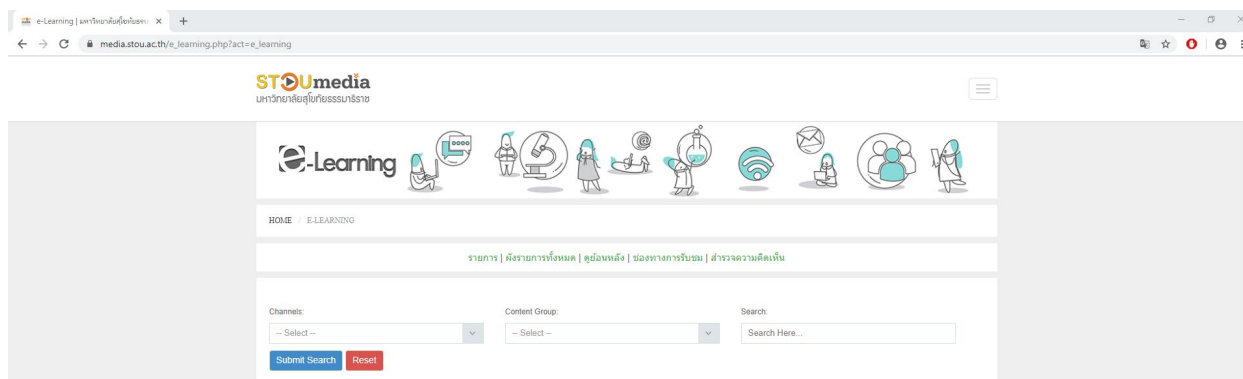 e-Learning | มหาวิทยาลัยสุโขทัยธรร
media.stou.ac.th/e_learning.php?act=e_learning
STOUmedia
มหาวิทยาลัยสุโขทัยธรรมาธิราช
e-Learning
HOME / E-LEARNING
รายการ | ผังรายการทั้งหมด | ดูย้อนหลัง | ช่องทางการรับชม | สำรวจความคิดเห็น
Channels: Content Group: Search:
-- Select -- -- Select -- Search Here...
Submit Search Reset